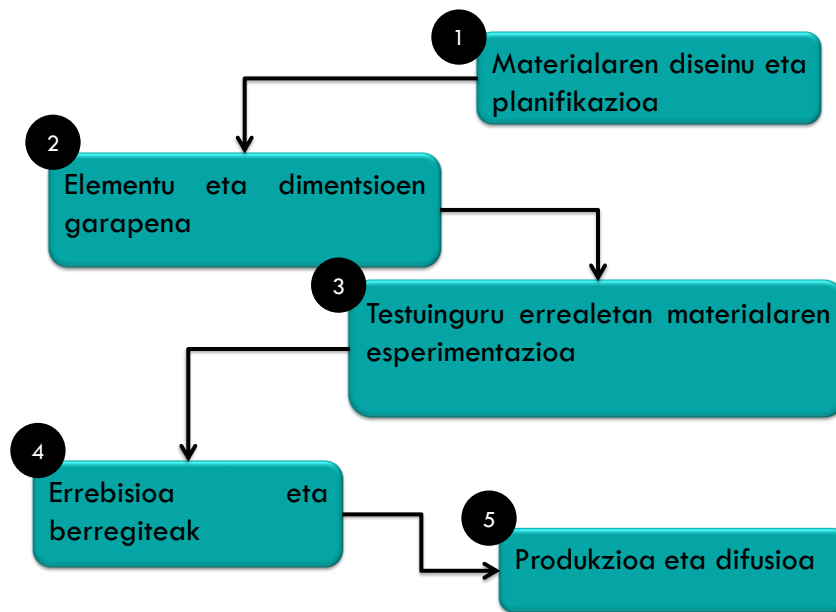 1
Materialaren diseinu eta
planifikazioa
2
Elementu eta dimentsioen
garapena
3
Testuinguru errealetan materialaren
esperimentazioa
4
Errebisioa eta
berregiteak
5
Produkzioa eta difusioa